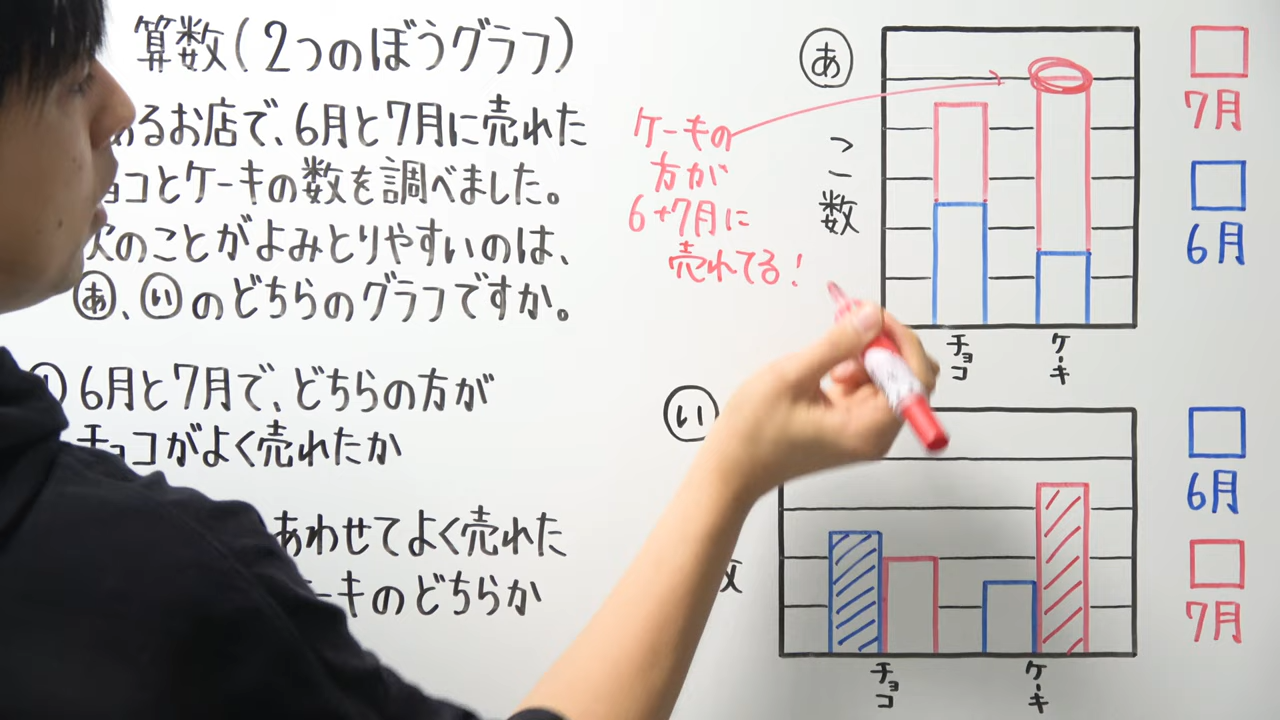 算数(2つのぼうグラフ)
あるお店で、6月と7月に売れた
コとケーキの数を調べました。
次のことがよみとりやすいのは、
あ、いのどちらのグラフですか。
6月と7月で、どちらの方が
チョコがよく売れたか
あわせてよく売れた
ーキのどちらか
ケーキの
方が
6+7月に
売れてる!
あ
こ数
チョコ
ケーキ
7月
6月
い
チョコ
ケーキ
6月
7月